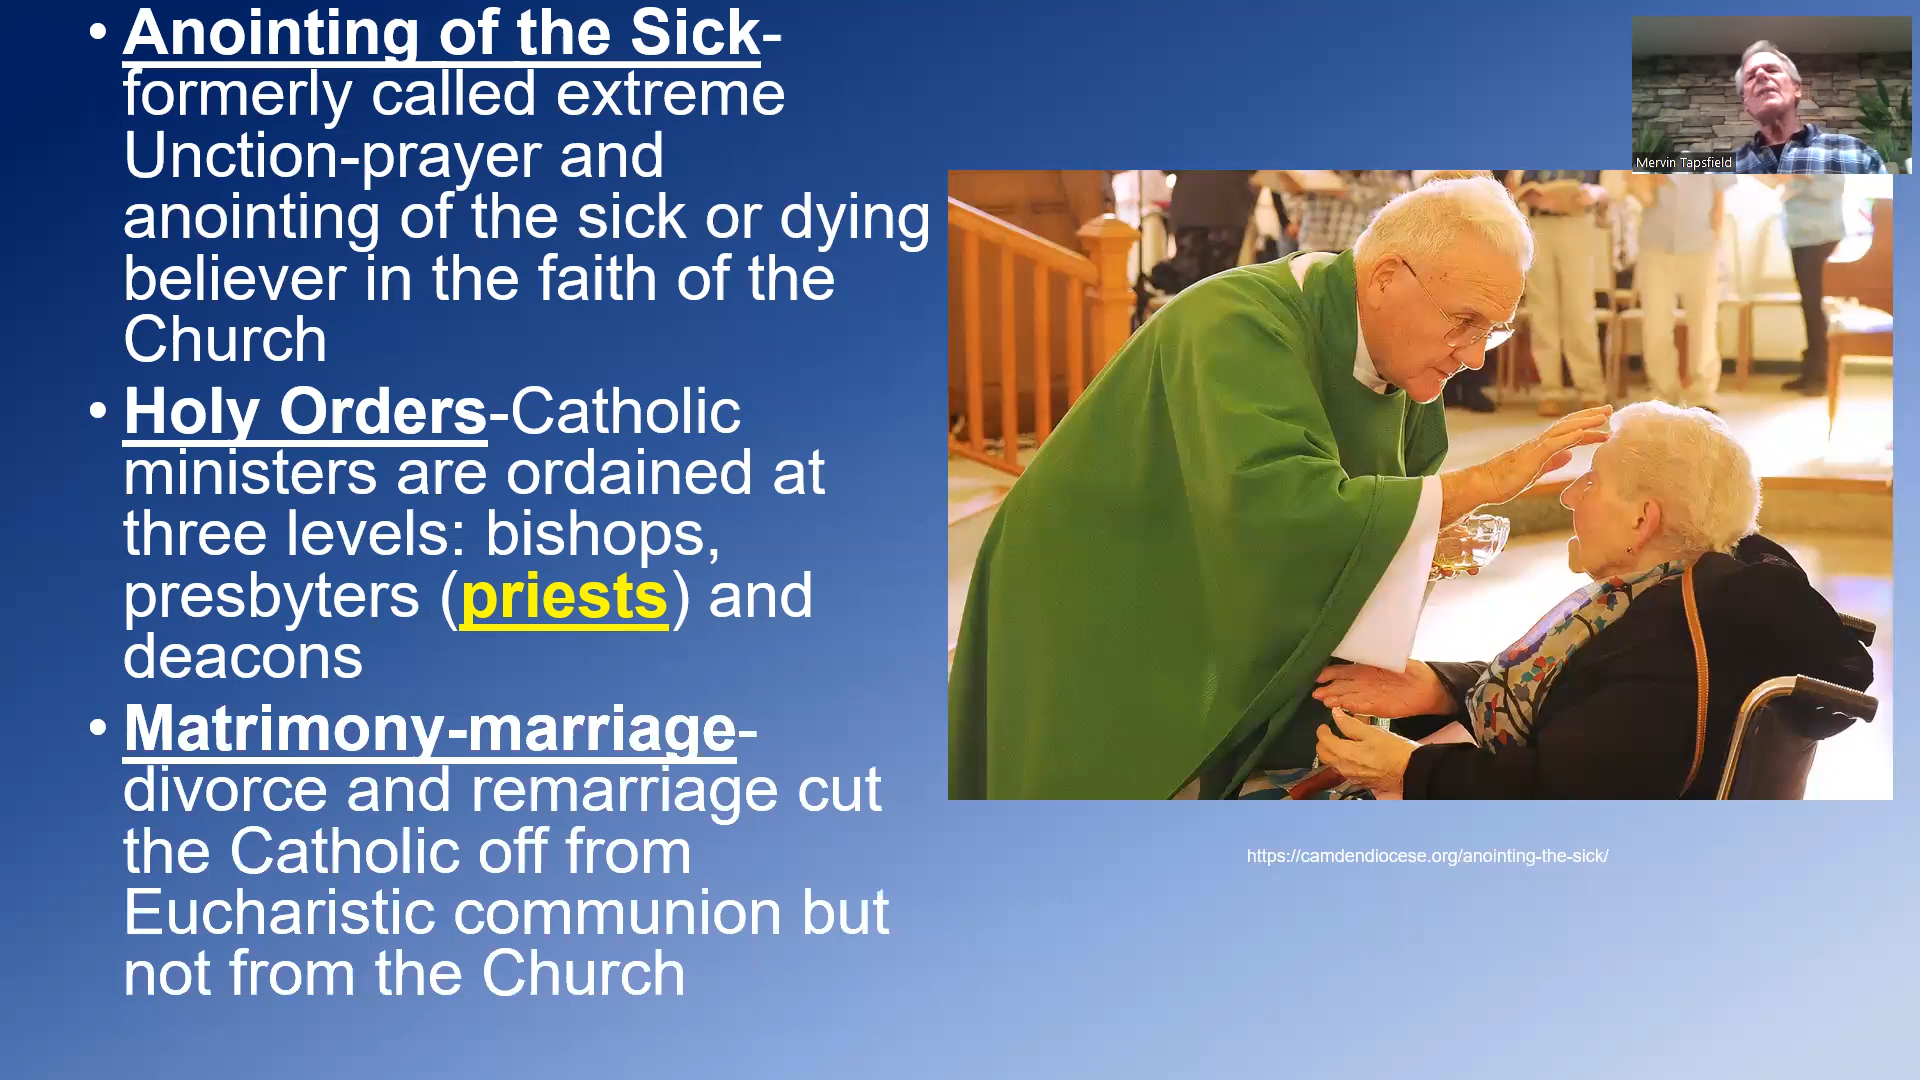 • Anointing of the Sick-
formerly called extreme
Unction-prayer and
anointing of the sick or dying
believer in the faith of the
Church
• Holy Orders-Catholic
ministers are ordained at
three levels: bishops,
presbyters (priests) and
deacons
• Matrimony-marriage-
divorce and remarriage cut
the Catholic off from
Eucharistic communion but
not from the Church
Mervin Tapsfield
https://camdendiocese.org/anointing-the-sick/